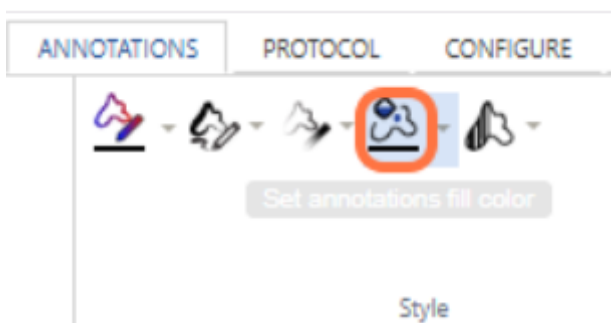 ANNOTATIONS PROTOCOL CONFIGURE
Set annotations fill color
Style